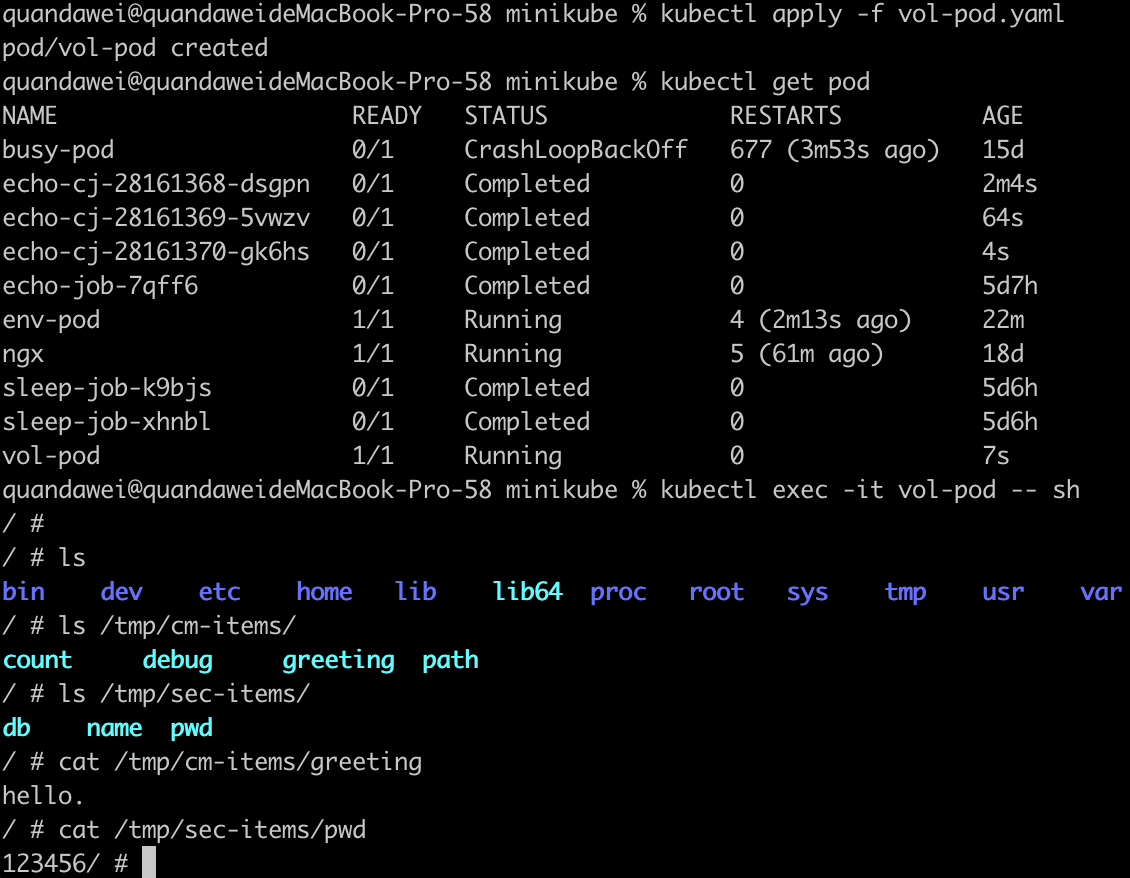 quandawei@quandaweideMacBook-Pro-58 minikube % kubectl apply -f vol-pod.yaml
pod/vol-pod created
quandawei@quandaweideMacBook-Pro-58 minikube % kubectl get pod
NAME                     READY   STATUS             RESTARTS          AGE
busy-pod                 0/1     CrashLoopBackOff   677 (3m53s ago)   15d
echo-cj-28161368-dsgpn   0/1     Completed          0                 2m4s
echo-cj-28161369-5vwzv   0/1     Completed          0                 64s
echo-cj-28161370-gk6hs   0/1     Completed          0                 4s
echo-job-7qff6           0/1     Completed          0                 5d7h
env-pod                  1/1     Running            4 (2m13s ago)     22m
ngx                      1/1     Running            5 (61m ago)       18d
sleep-job-k9bjs          0/1     Completed          0                 5d6h
sleep-job-xhnbl          0/1     Completed          0                 5d6h
vol-pod                  1/1     Running            0                 7s
quandawei@quandaweideMacBook-Pro-58 minikube % kubectl exec -it vol-pod -- sh
/ #
/ # ls
bin    dev    etc    home   lib    lib64  proc   root   sys    tmp    usr    var
/ # ls /tmp/cm-items/
count     debug     greeting  path
/ # ls /tmp/sec-items/
db    name  pwd
/ # cat /tmp/cm-items/greeting
hello.
/ # cat /tmp/sec-items/pwd
123456/ #